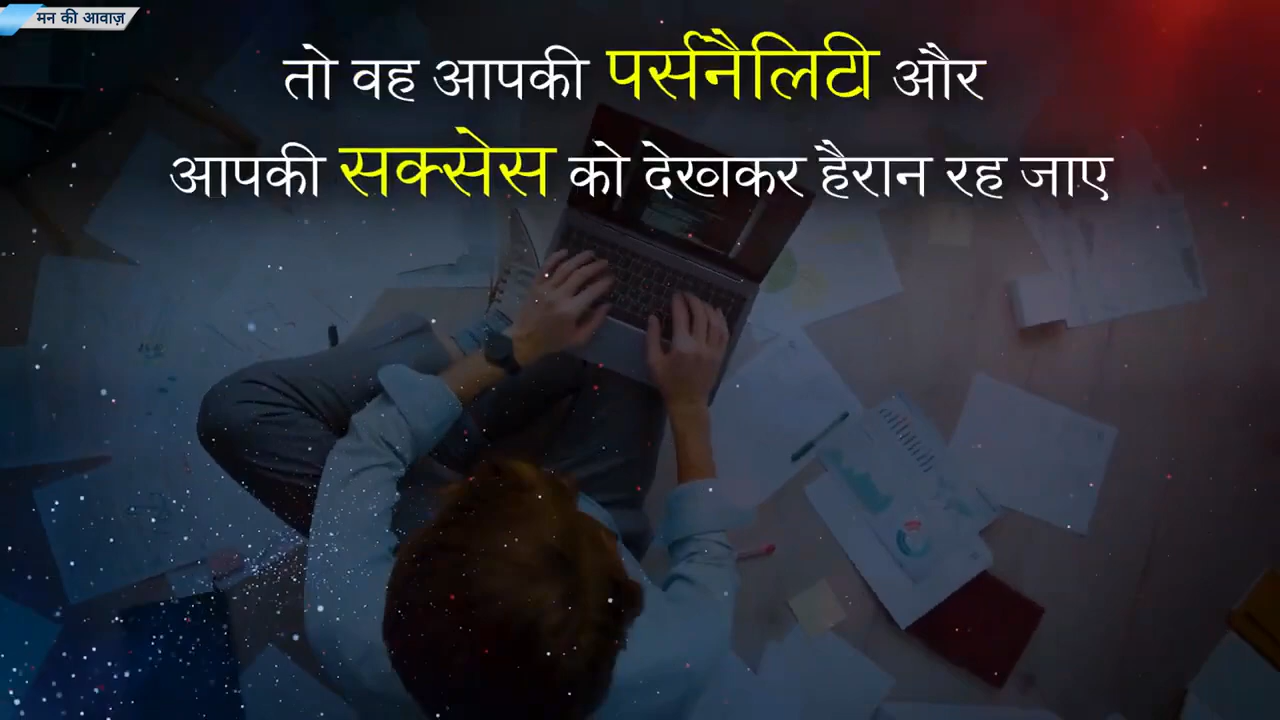 मन की आवाज़
तो वह आपकी पर्सनैलिटी और
आपकी सक्सेस को देखकर हैरान रह जाए